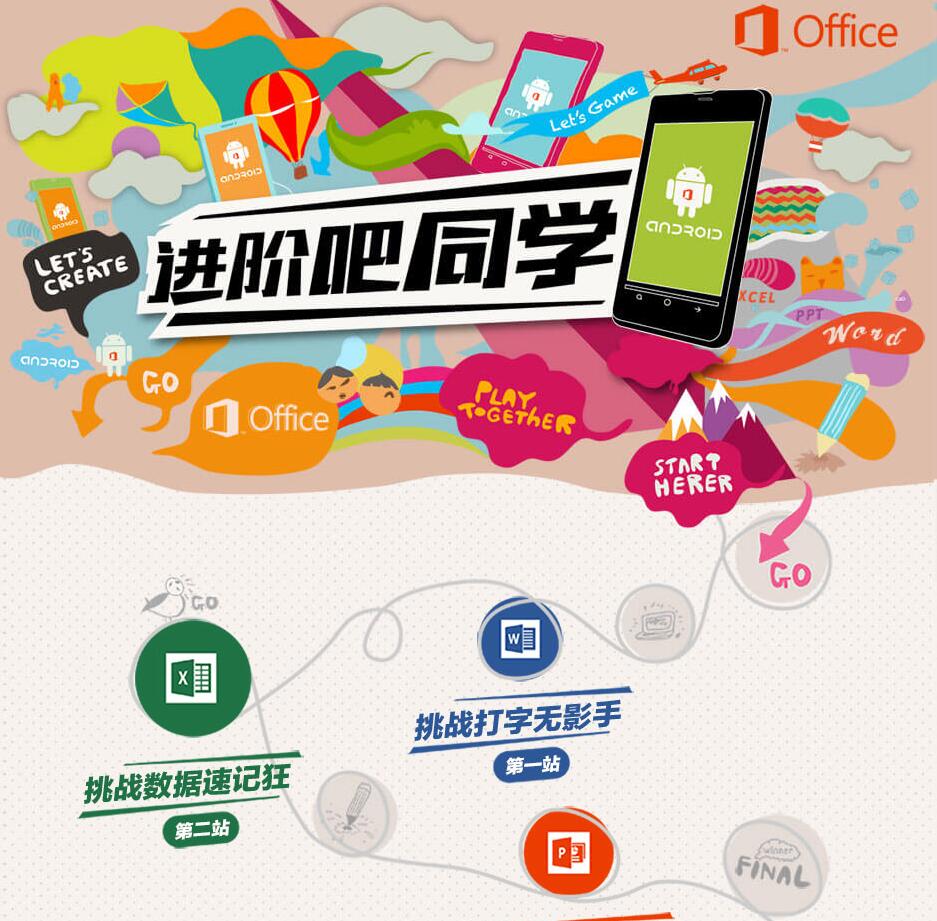 Office
Let's Game
ANDROID
ANDROID
ANDROID
ANDROID
LET'S
CREATE
进阶吧同学
EXCEL
PPT
Word
ANDROID
GO
Office
PLAY
TOGETHER
START
HERER
GO
GO
X
W
挑战打字无影手
第一站
挑战数据速记狂
第二站
P
winner
FINAL